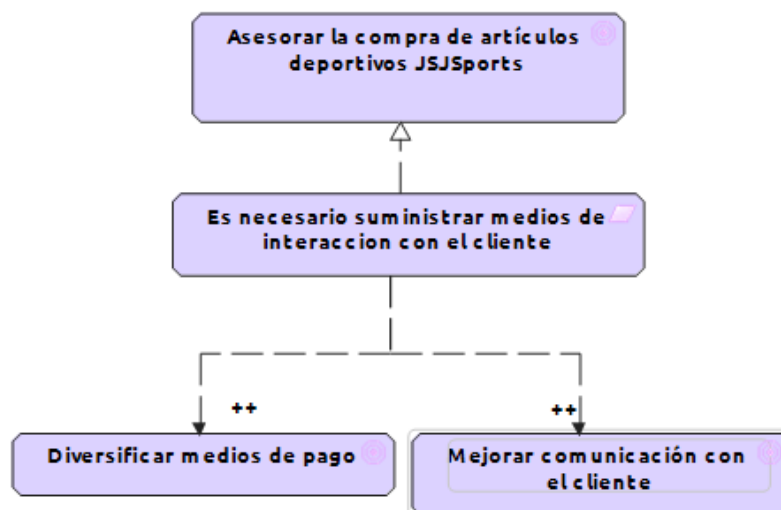 Asesorar la compra de artículos
deportivos JSJSports
Es necesario suministrar medios de
interaccion con el cliente
++
++
Diversificar medios de pago
Mejorar comunicación con
el cliente